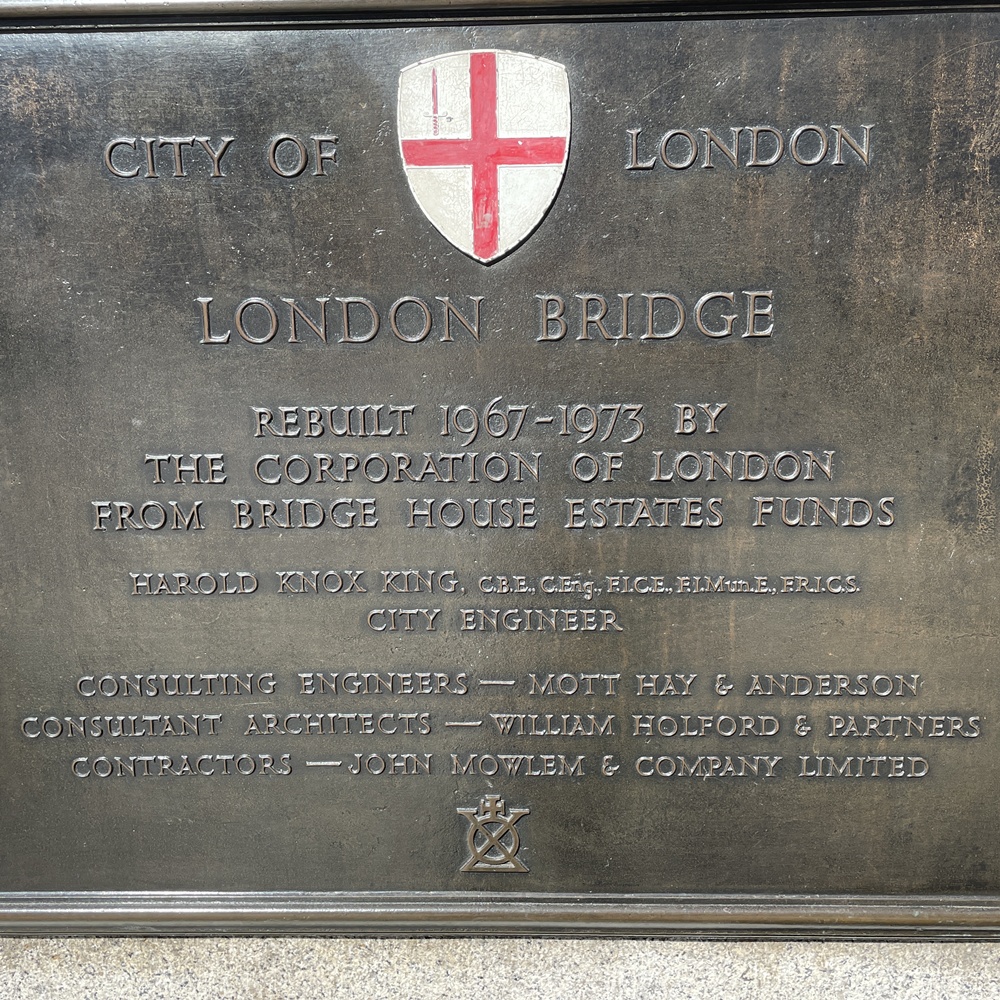 CITY OF LONDON
LONDON BRIDGE
REBUILT 1967-1973 BY
THE CORPORATION OF LONDON
FROM BRIDGE HOUSE ESTATES FUNDS
HAROLD KNOX KING, C.B.E., C.Eng., F.I.C.E., F.I.Mun.E., F.R.I.C.S.
CITY ENGINEER
CONSULTING ENGINEERS — MOTT HAY & ANDERSON
CONSULTANT ARCHITECTS — WILLIAM HOLFORD & PARTNERS
CONTRACTORS — JOHN MOWLEM & COMPANY LIMITED